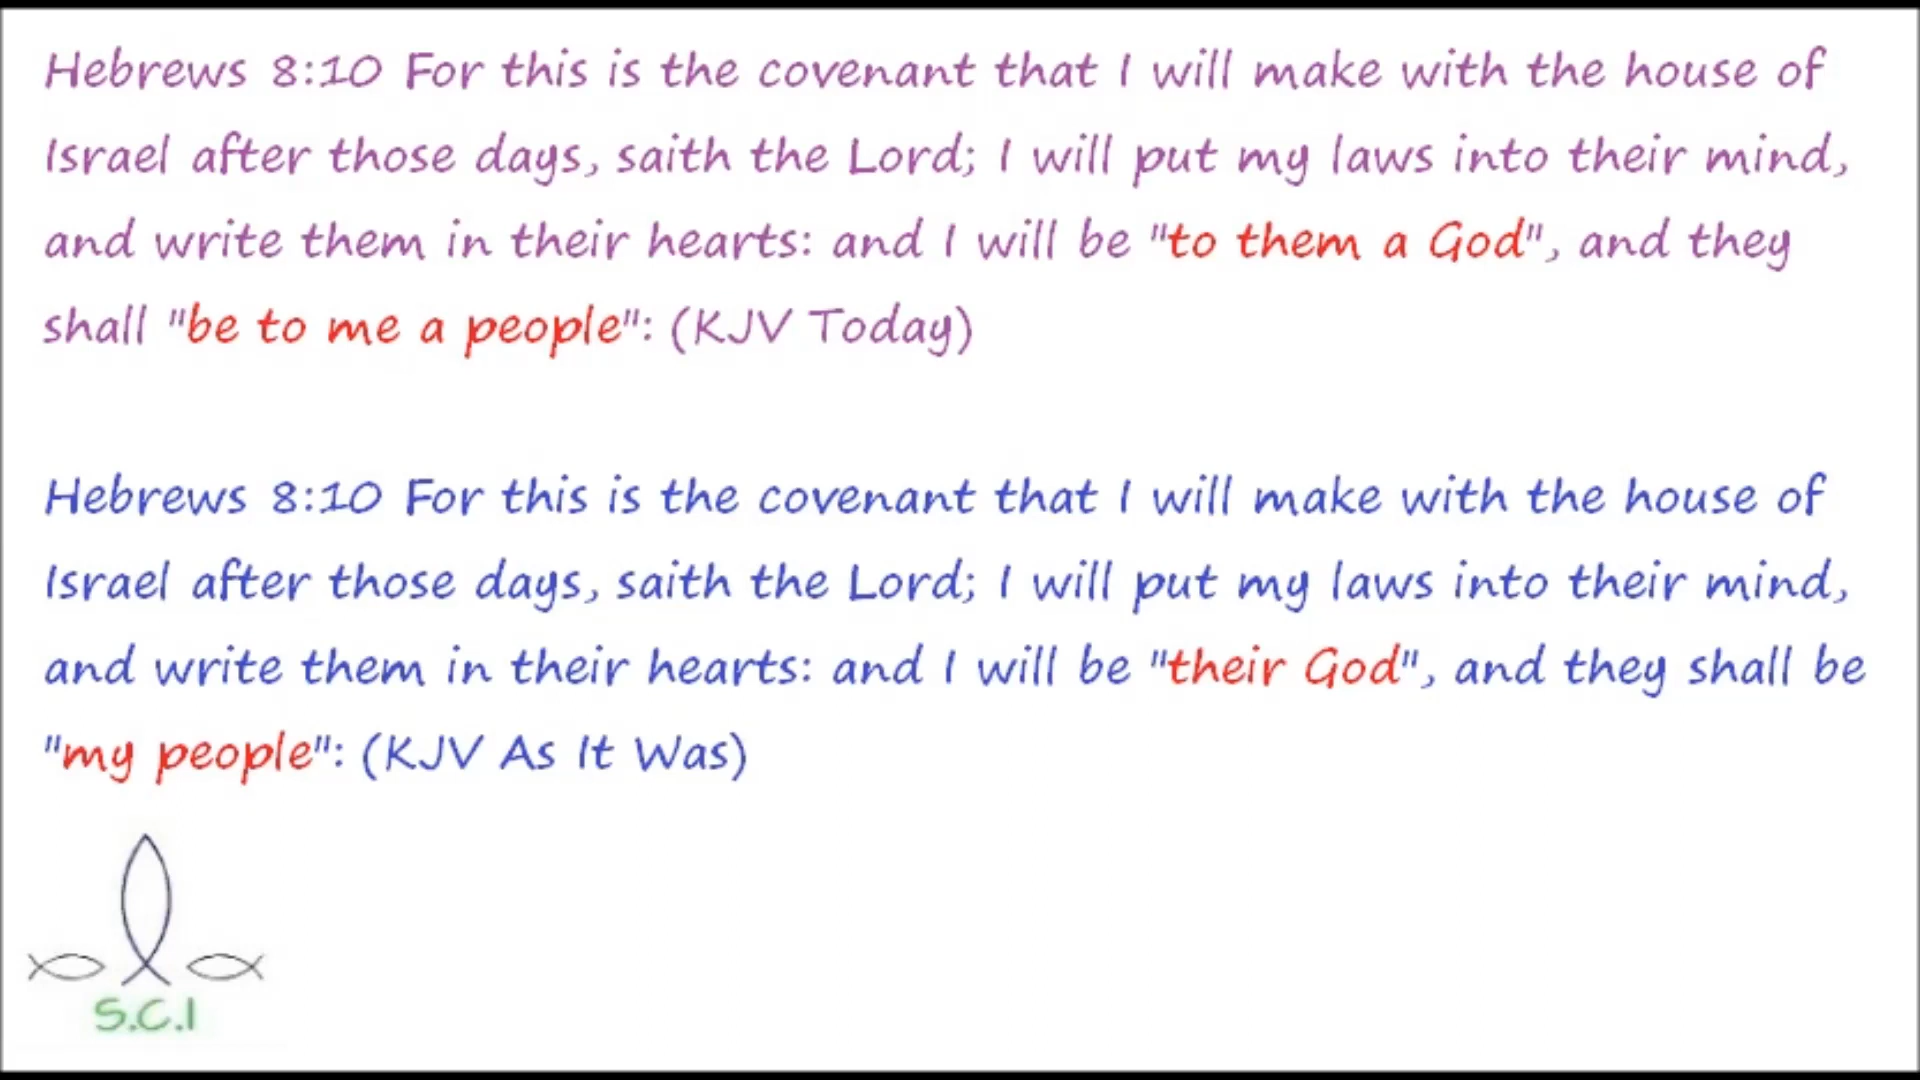 Hebrews 8:10 For this is the covenant that I will make with the house of
Israel after those days, saith the Lord; I will put my laws into their mind,
and write them in their hearts: and I will be "to them a God", and they
shall "be to me a people": (KJV Today)
Hebrews 8:10 For this is the covenant that I will make with the house of
Israel after those days, saith the Lord; I will put my laws into their mind,
and write them in their hearts: and I will be "their God", and they shall be
"my people": (KJV As It Was)
S.C.I